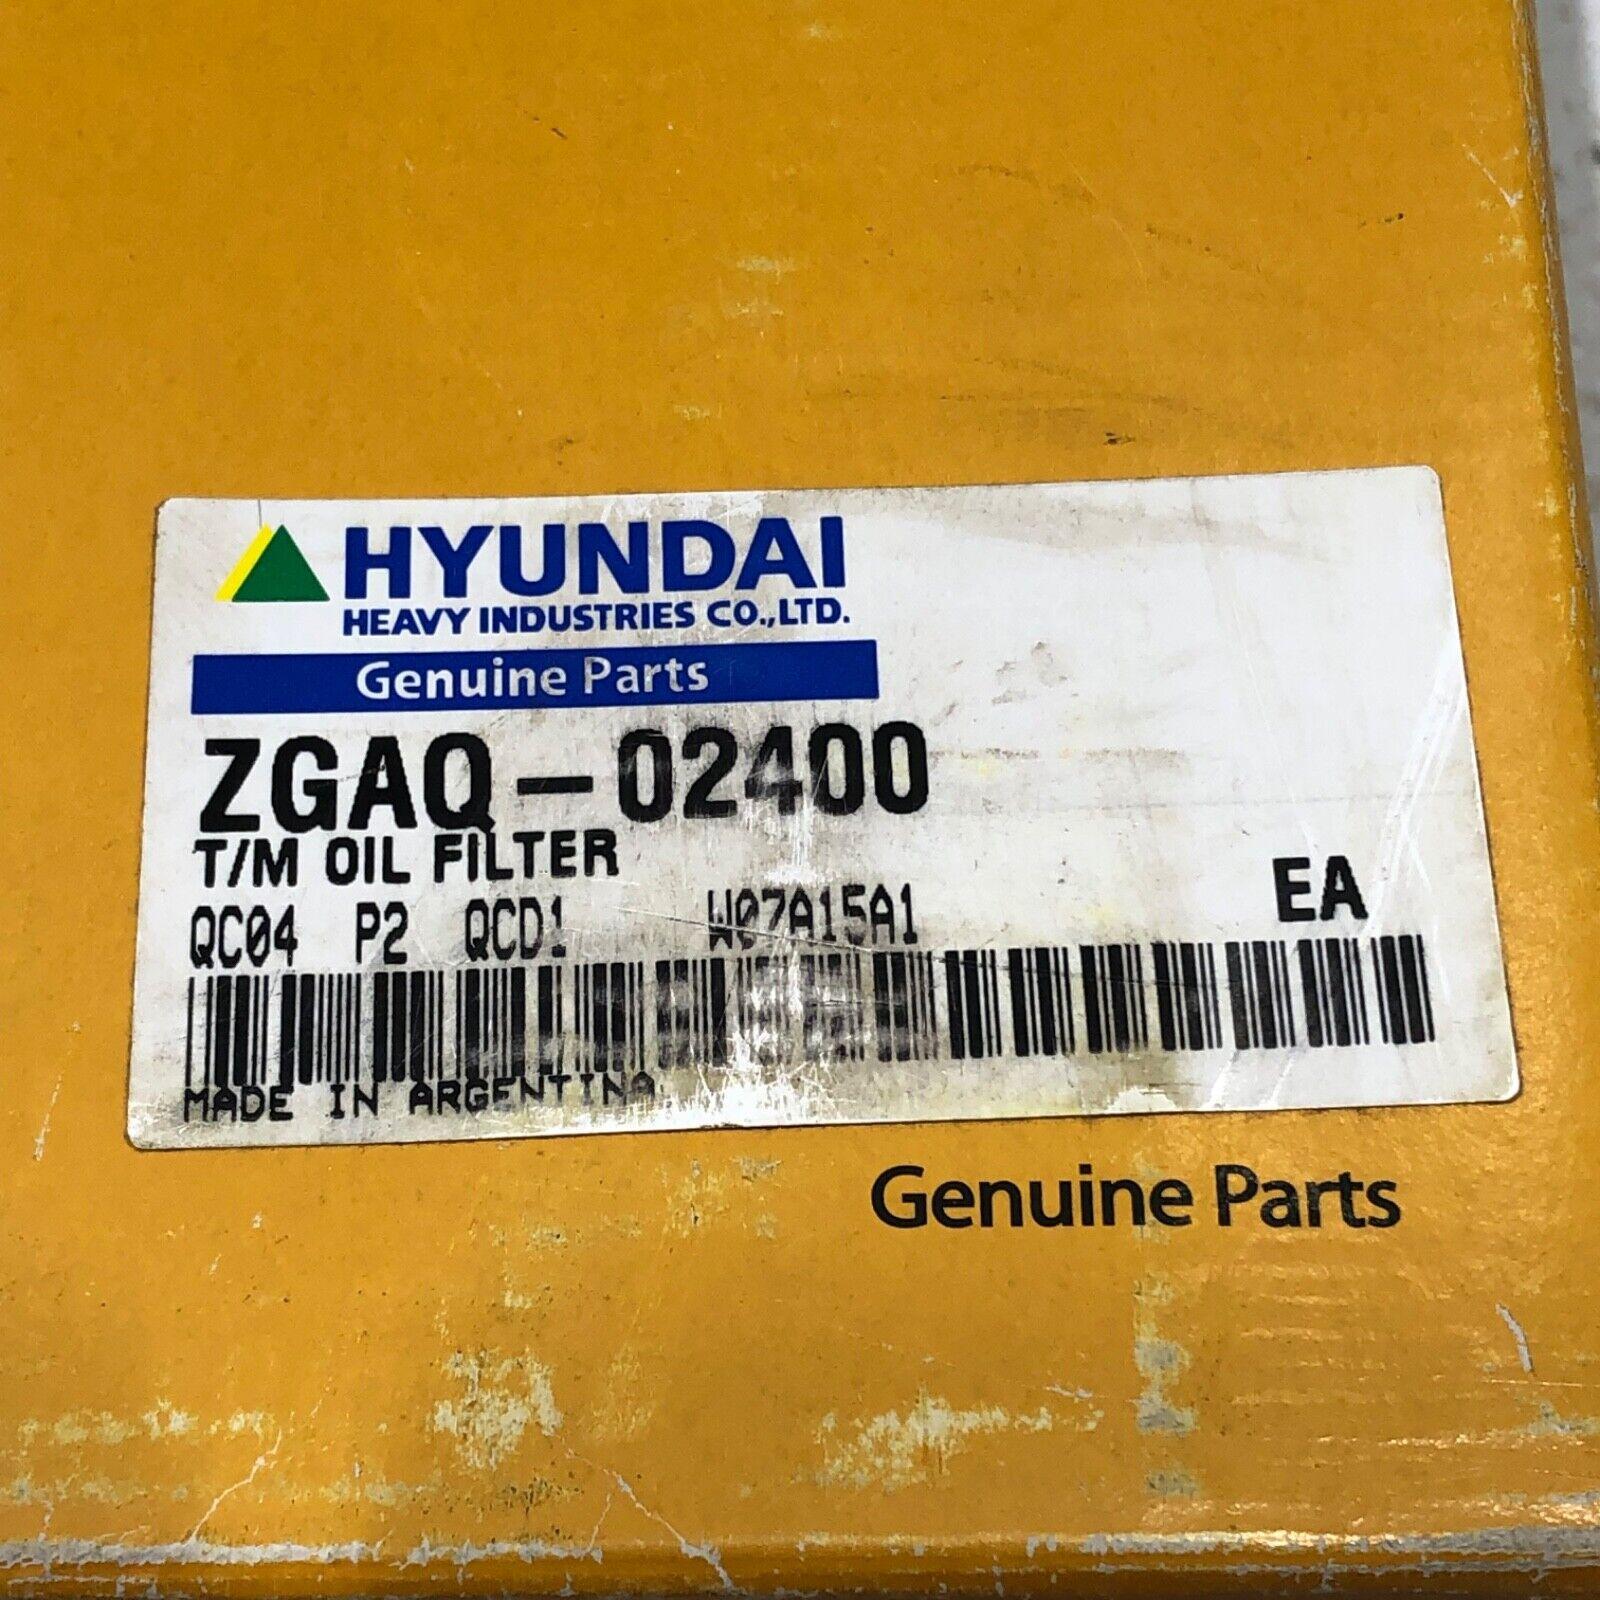 HYUNDAI
HEAVY INDUSTRIES CO.,LTD.
Genuine Parts
ZGAQ-02400
T/M OIL FILTER
QC04 P2 QCD1 W07A15A1 EA
MADE IN ARGENTINA
Genuine Parts